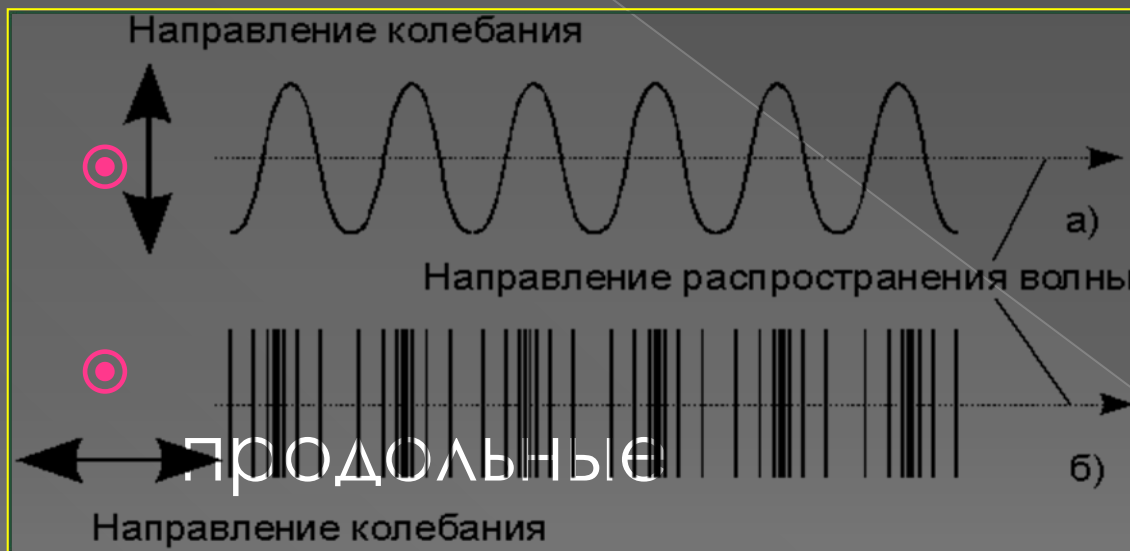 Направление колебания
а)
Направление распространения волны
продольные
б)
Направление колебания